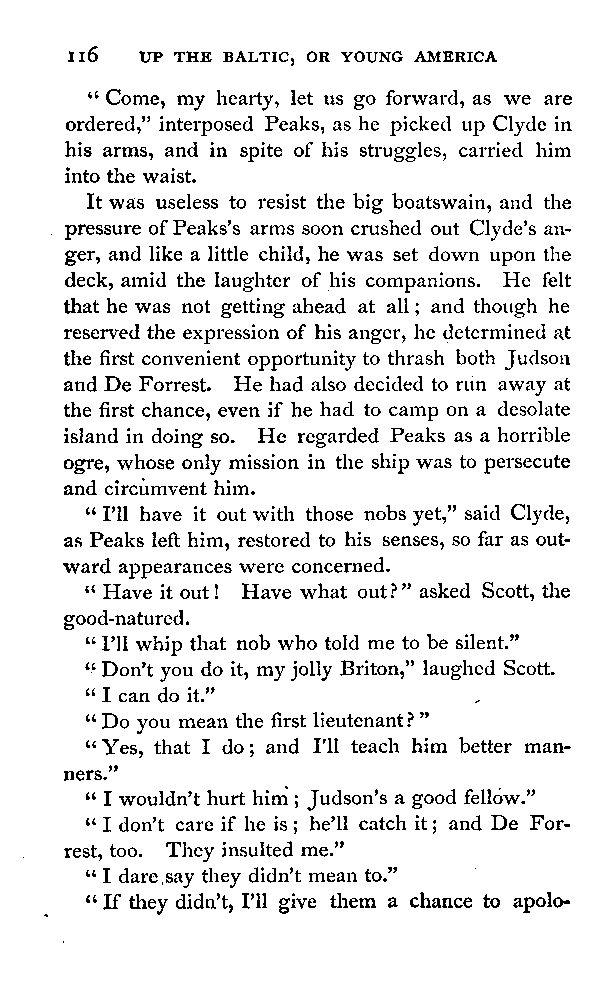 116 UP THE BALTIC, OR YOUNG AMERICA
“Come, my hearty, let us go forward, as we are
ordered,” interposed Peaks, as he picked up Clyde in
his arms, and in spite of his struggles, carried him
into the waist.
It was useless to resist the big boatswain, and the
pressure of Peaks’s arms soon crushed out Clyde’s an-
ger, and like a little child, he was set down upon the
deck, amid the laughter of his companions. He felt
that he was not getting ahead at all; and though he
reserved the expression of his anger, he determined at
the first convenient opportunity to thrash both Judson
and De Forrest. He had also decided to run away at
the first chance, even if he had to camp on a desolate
island in doing so. He regarded Peaks as a horrible
ogre, whose only mission in the ship was to persecute
and circumvent him.
“I’ll have it out with those nobs yet,” said Clyde,
as Peaks left him, restored to his senses, so far as out-
ward appearances were concerned.
“Have it out! Have what out?” asked Scott, the
good-natured.
“I’ll whip that nob who told me to be silent.”
“Don’t you do it, my jolly Briton,” laughed Scott.
“I can do it.”
“Do you mean the first lieutenant?”
“Yes, that I do; and I’ll teach him better man-
ners.”
“I wouldn’t hurt him; Judson’s a good fellow.”
“I don’t care if he is; he’ll catch it; and De For-
rest, too. They insulted me.”
“I dare say they didn’t mean to.”
“If they didn’t, I’ll give them a chance to apolo-